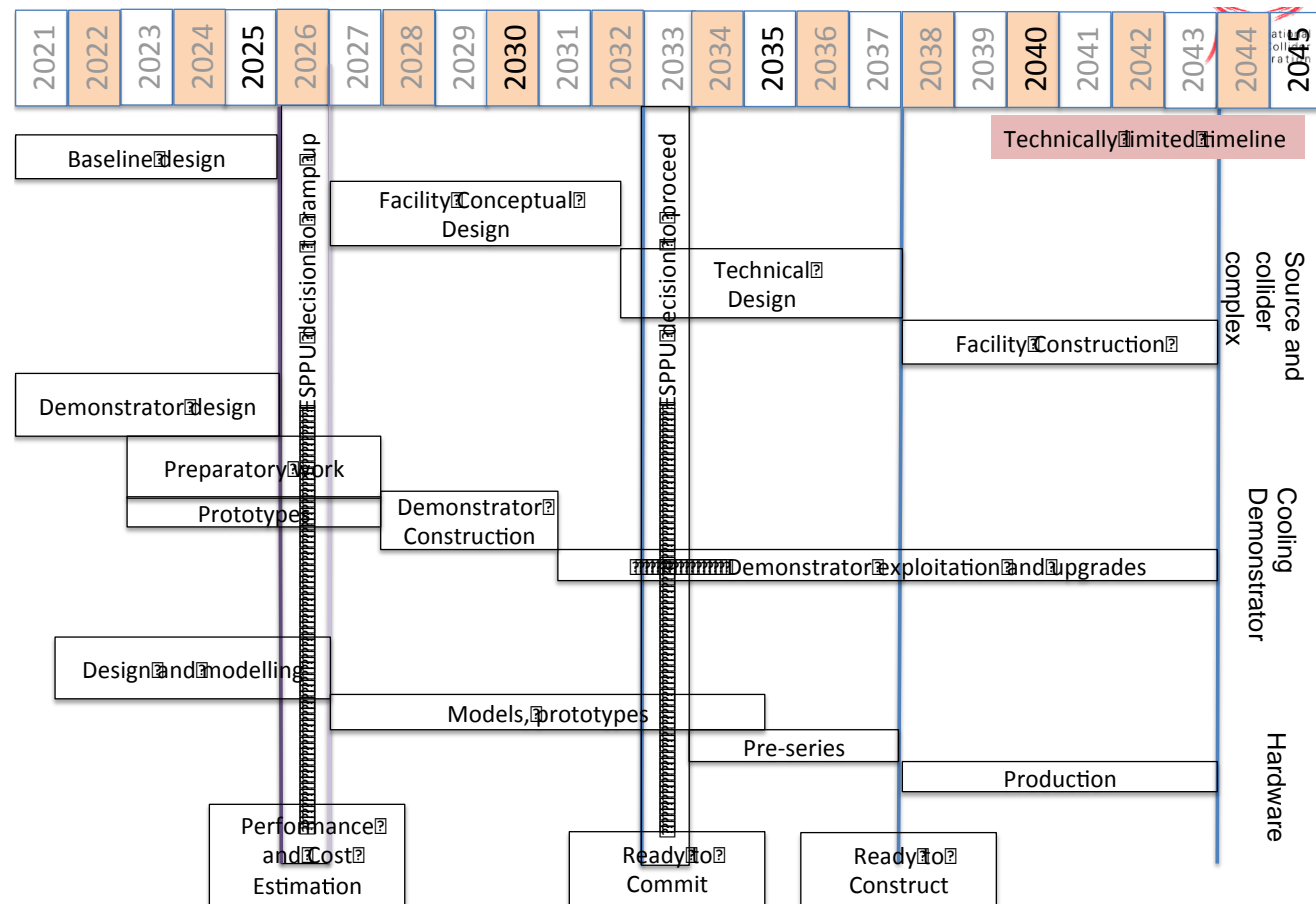 2021
2022
2023
2024
2025
2026
2027
2028
2029
2030
2031
2032
2033
2034
2035
2036
2037
2038
2039
2040
2041
2042
2043
2044
2045
Technically limited timeline
Baseline design
ESPPU decision to ramp up
Facility Conceptual
Design
ESPPU decision to proceed
Technical
Design
Facility Construction
Source and
collider
complex
Demonstrator design
Preparatory work
Prototypes
Demonstrator
Construction
Demonstrator exploitation and upgrades
Cooling
Demonstrator
Design and modelling
Models, prototypes
Pre-series
Production
Hardware
Performance
and Cost
Estimation
Ready to
Commit
Ready to
Construct